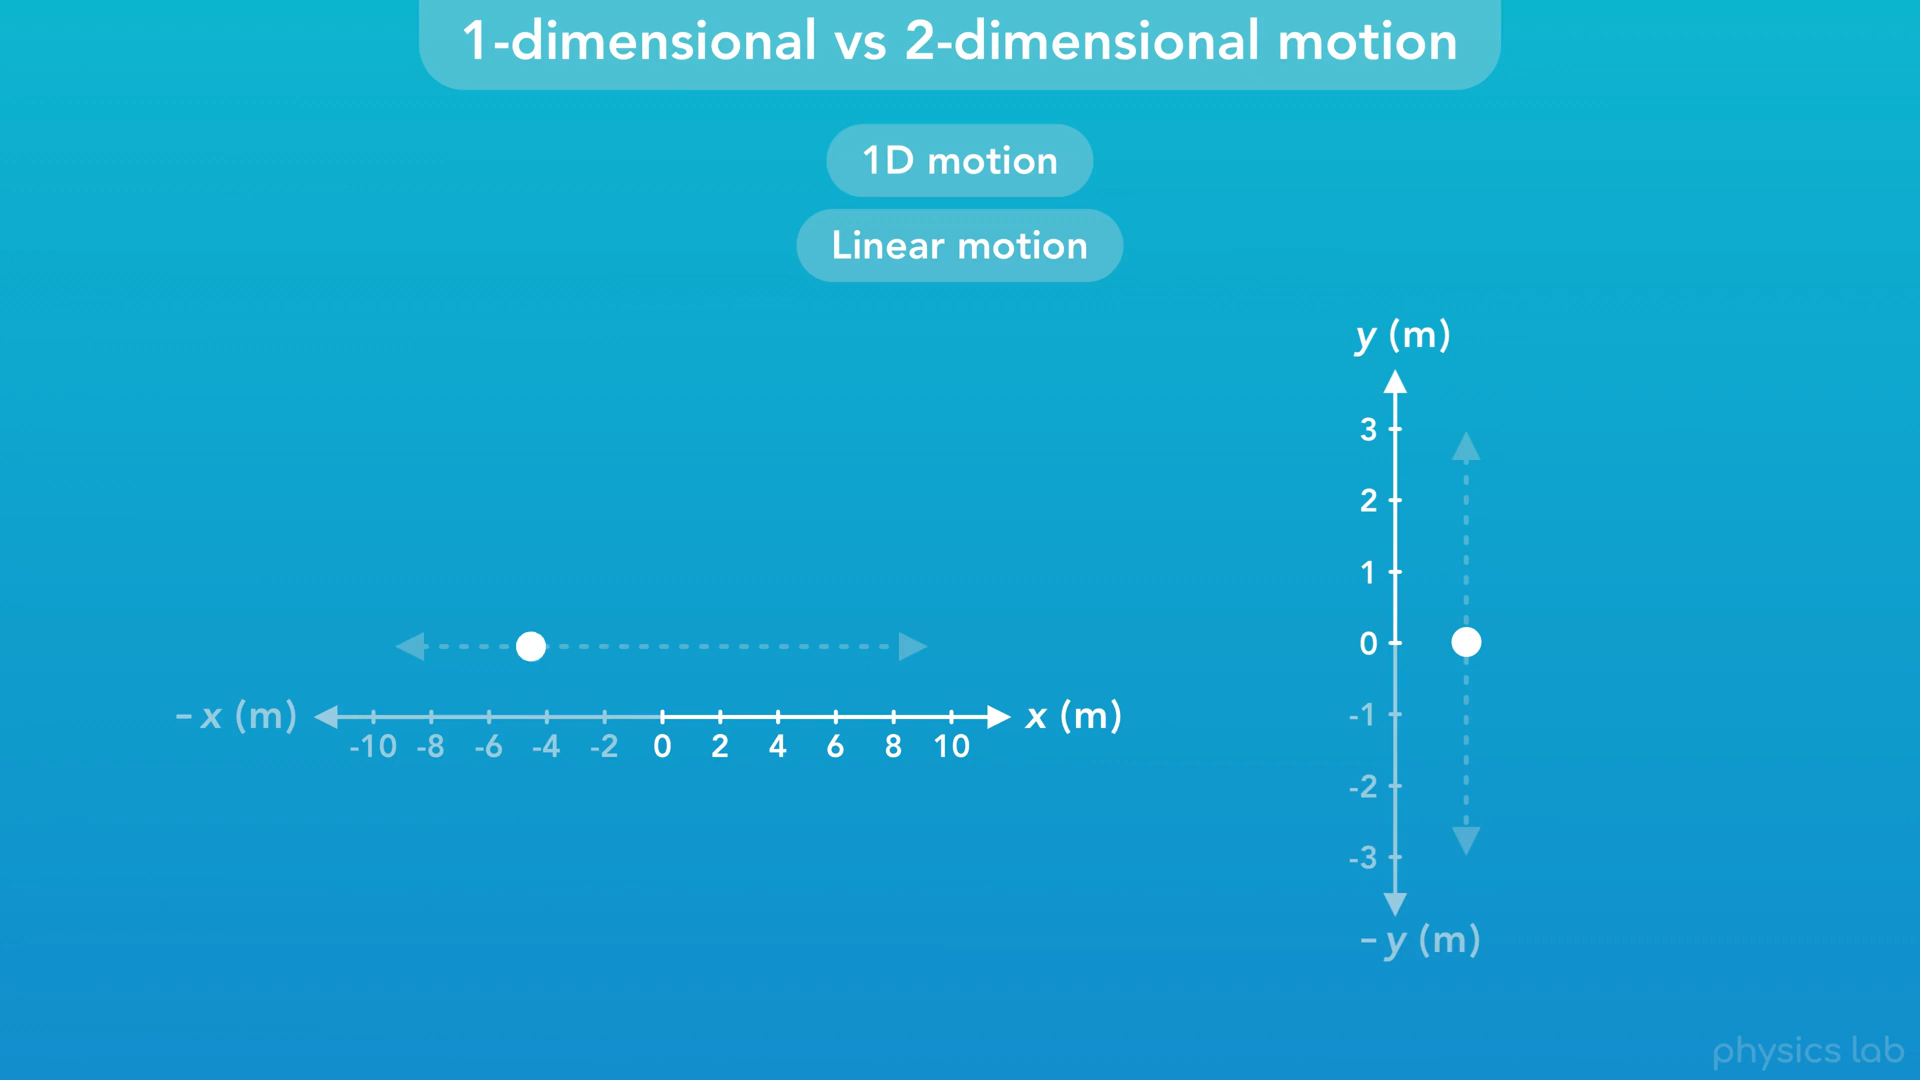 1-dimensional vs 2-dimensional motion
1D motion
Linear motion
y (m)
3
2
1
0
-1
-2
-3
- y (m)
- x (m)
x (m)
-10 -8 -6 -4 -2 0 2 4 6 8 10
physics lab